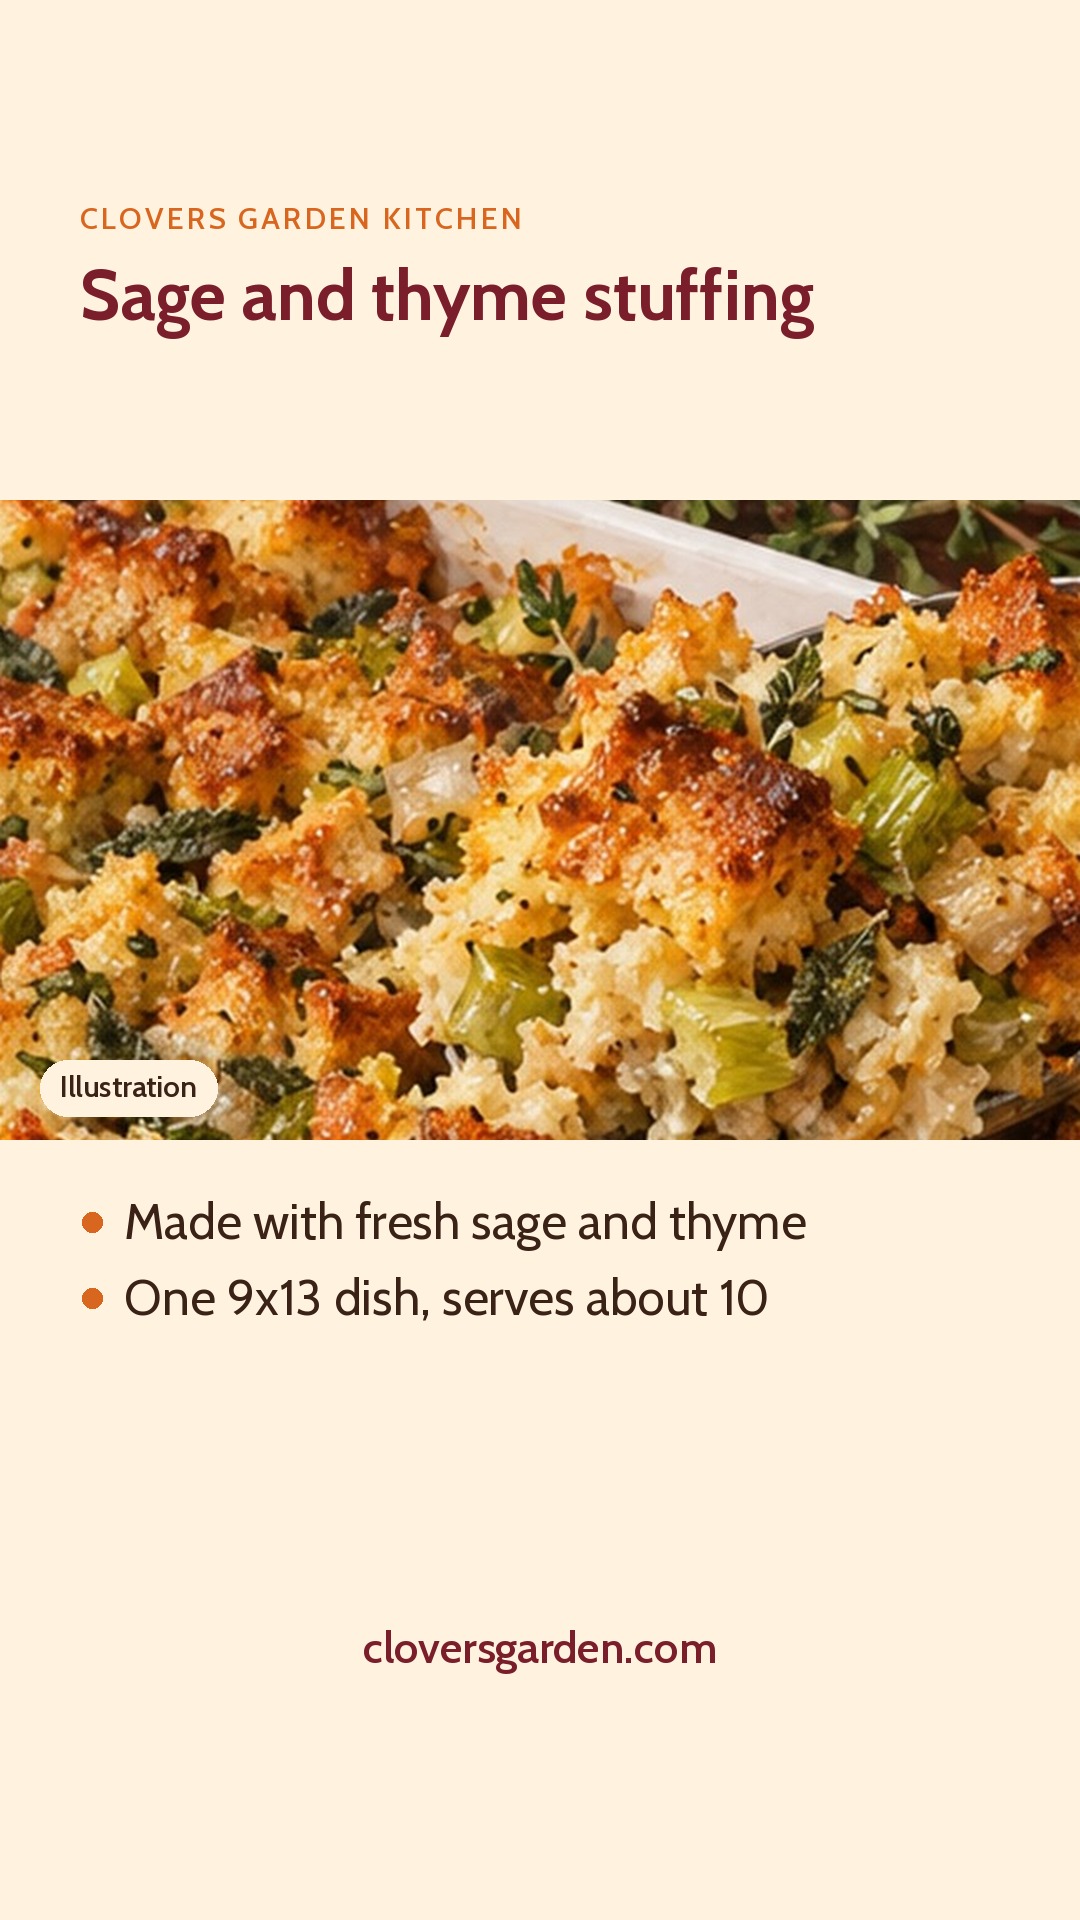 CLOVERS GARDEN KITCHEN
Sage and thyme stuffing
Illustration
Made with fresh sage and thyme
One 9x13 dish, serves about 10
cloversgarden.com